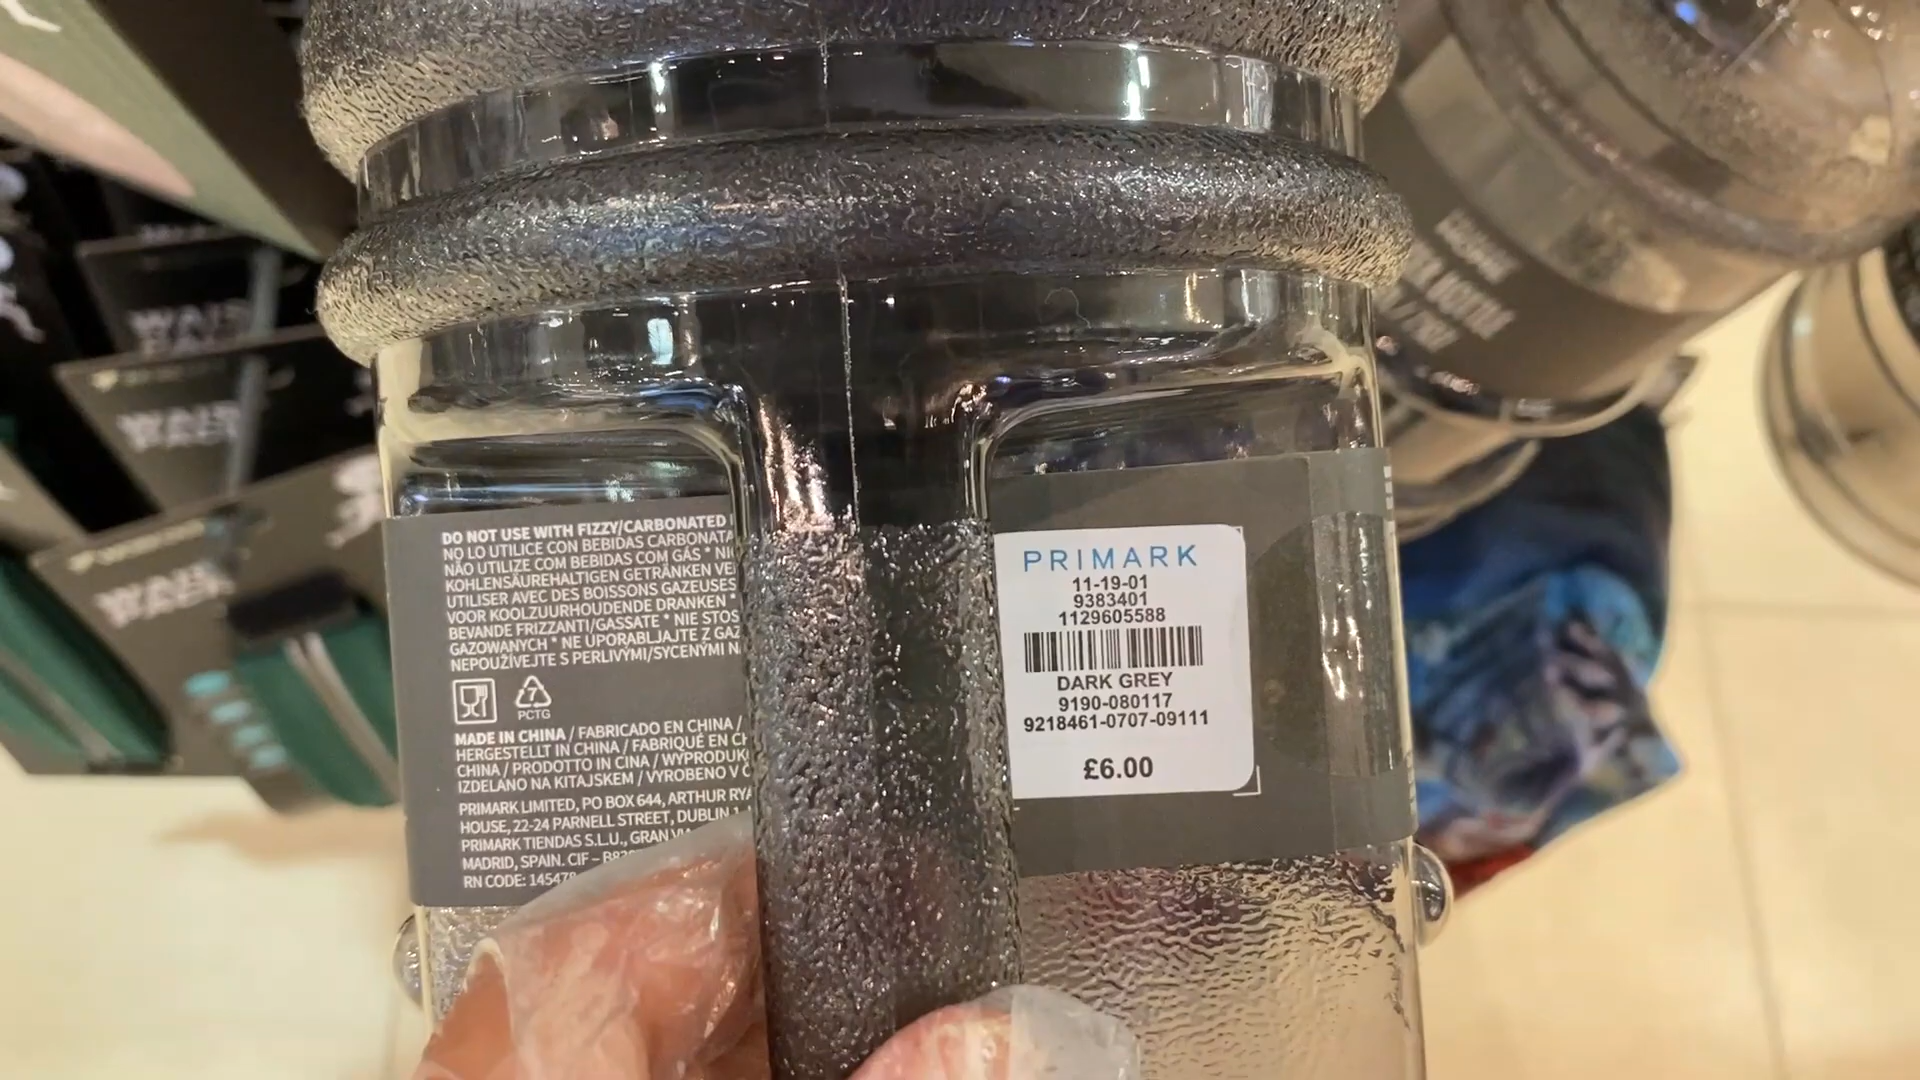 DO NOT USE WITH FIZZY/CARBONATED
NO LO UTILICE CON BEBIDAS CARBONATA
NÃO UTILIZE COM BEBIDAS COM GÁS * NI
KOHLENSÄUREHALTIGEN GETRÄNKEN VE
UTILISER AVEC DES BOISSONS GAZEUSES
VOOR KOOLZUURHOUDENDE DRANKEN *
BEVANDE FRIZZANTI/GASSATE * NIE STOS
GAZOWANYCH * NE UPORABLJAJTE Z GAZ
NEPOUŽÍVEJTE S PERLIVÝMI/SYCENÝMI N
7
PCTG
MADE IN CHINA / FABRICADO EN CHINA /
HERGESTELLT IN CHINA / FABRIQUÉ EN CH
CHINA / PRODOTTO IN CINA / WYPRODUK
IZDELANO NA KITAJSKEM / VYROBENO V Č
PRIMARK LIMITED, PO BOX 644, ARTHUR RYA
HOUSE, 22-24 PARNELL STREET, DUBLIN 1
PRIMARK TIENDAS S.L.U., GRAN VIA
MADRID, SPAIN. CIF – B83
RN CODE: 145478
PRIMARK
11-19-01
9383401
1129605588
DARK GREY
9190-080117
9218461-0707-09111
£6.00
BOTTLE